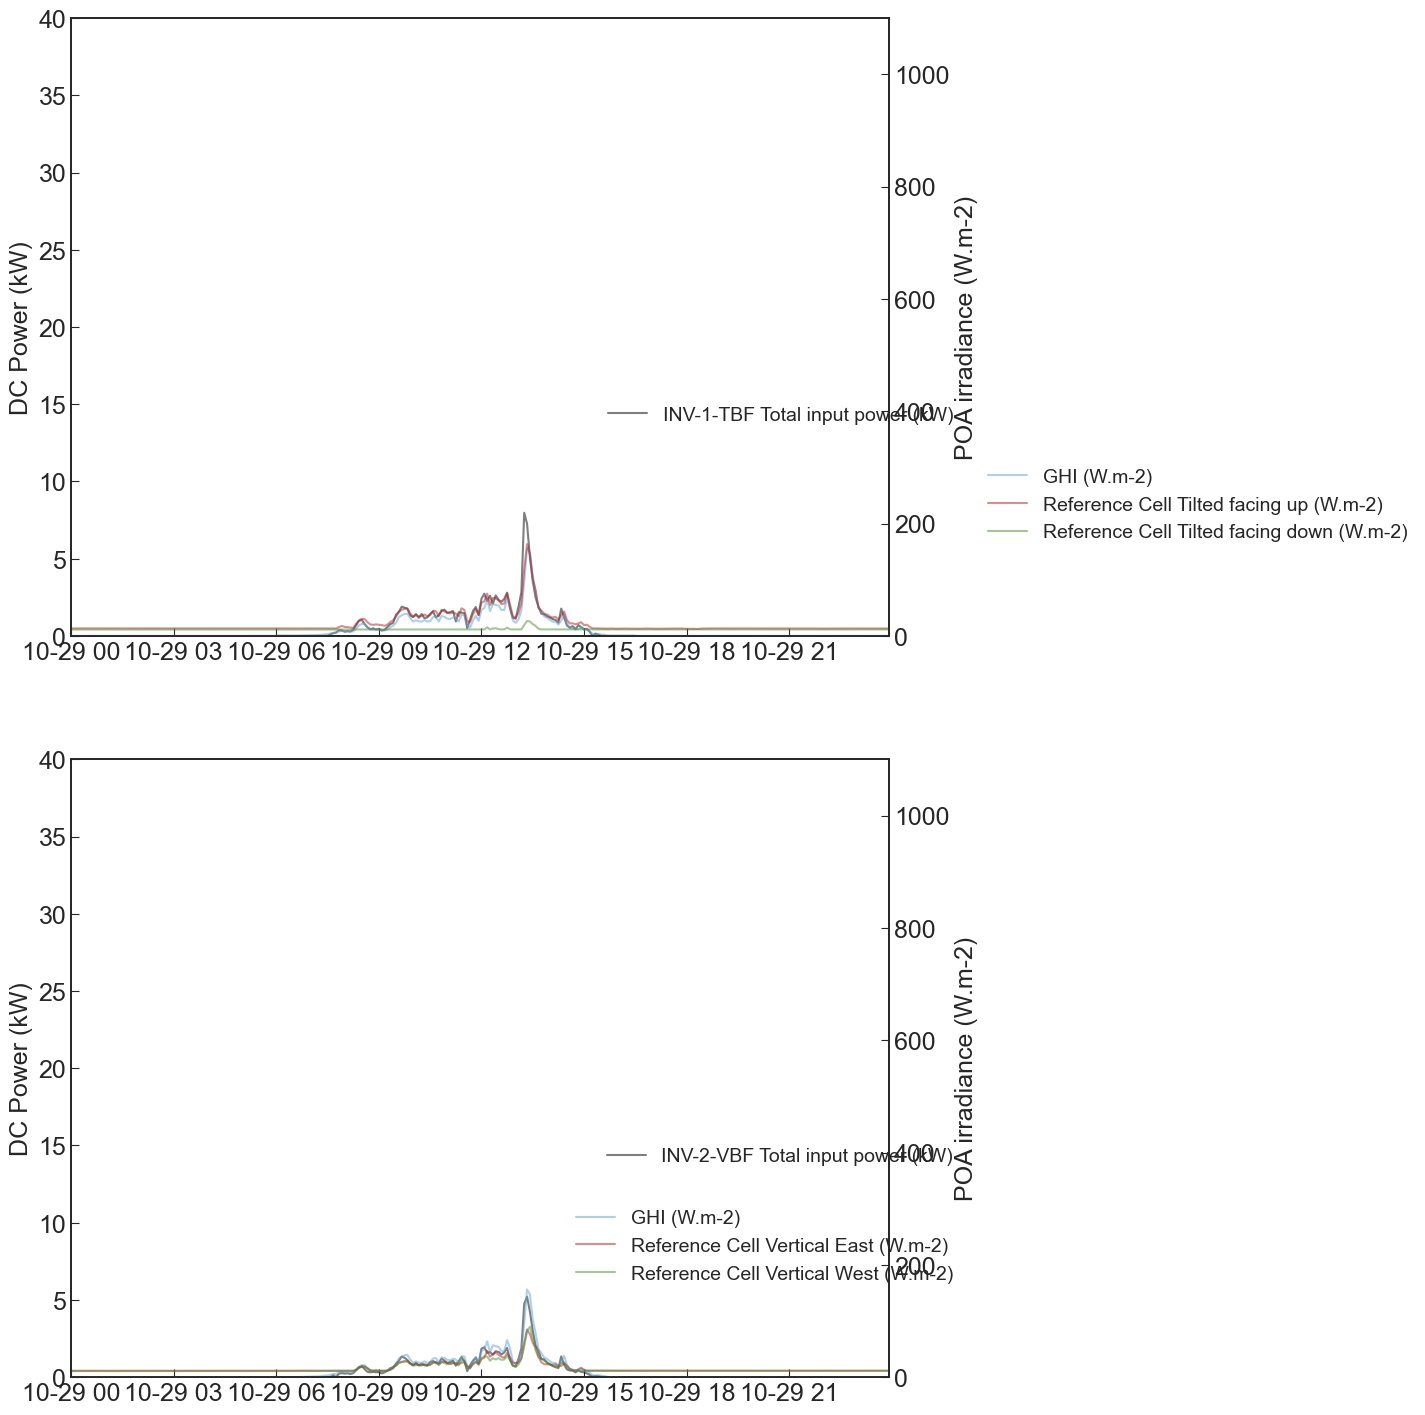 40
35
30
25
20
15
10
5
0
DC Power (kW)
1000
800
600
400
200
0
POA irradiance (W.m-2)
INV-1-TBF Total input power (kW)
GHI (W.m-2)
Reference Cell Tilted facing up (W.m-2)
Reference Cell Tilted facing down (W.m-2)
10-29 00 10-29 03 10-29 06 10-29 09 10-29 12 10-29 15 10-29 18 10-29 21
40
35
30
25
20
15
10
5
0
DC Power (kW)
1000
800
600
400
200
0
POA irradiance (W.m-2)
INV-2-VBF Total input power (kW)
GHI (W.m-2)
Reference Cell Vertical East (W.m-2)
Reference Cell Vertical West (W.m-2)
10-29 00 10-29 03 10-29 06 10-29 09 10-29 12 10-29 15 10-29 18 10-29 21